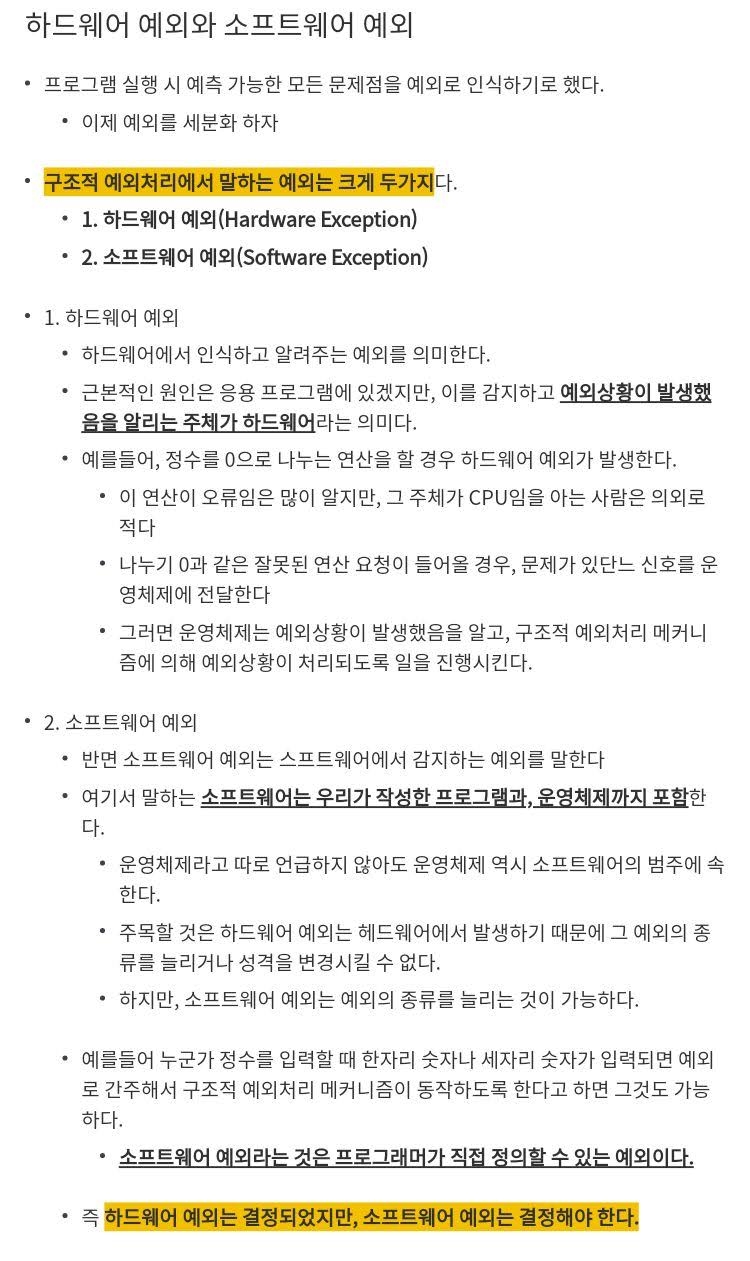 하드웨어 예외와 소프트웨어 예외
• 프로그램 실행 시 예측 가능한 모든 문제점을 예외로 인식하기로 했다.
• 이제 예외를 세분화 하자
• 구조적 예외처리에서 말하는 예외는 크게 두가지다.
• 1. 하드웨어 예외(Hardware Exception)
• 2. 소프트웨어 예외(Software Exception)
• 1. 하드웨어 예외
• 하드웨어에서 인식하고 알려주는 예외를 의미한다.
• 근본적인 원인은 응용 프로그램에 있겠지만, 이를 감지하고 예외상황이 발생했
음을 알리는 주체가 하드웨어라는 의미다.
• 예를들어, 정수를 0으로 나누는 연산을 할 경우 하드웨어 예외가 발생한다.
• 이 연산이 오류임은 많이 알지만, 그 주체가 CPU임을 아는 사람은 의외로
적다
• 나누기 0과 같은 잘못된 연산 요청이 들어올 경우, 문제가 있단느 신호를 운
영체제에 전달한다
• 그러면 운영체제는 예외상황이 발생했음을 알고, 구조적 예외처리 메커니
즘에 의해 예외상황이 처리되도록 일을 진행시킨다.
• 2. 소프트웨어 예외
• 반면 소프트웨어 예외는 스프트웨어에서 감지하는 예외를 말한다
• 여기서 말하는 소프트웨어는 우리가 작성한 프로그램과, 운영체제까지 포함한
다.
• 운영체제라고 따로 언급하지 않아도 운영체제 역시 소프트웨어의 범주에 속
한다.
• 주목할 것은 하드웨어 예외는 헤드웨어에서 발생하기 때문에 그 예외의 종
류를 늘리거나 성격을 변경시킬 수 없다.
• 하지만, 소프트웨어 예외는 예외의 종류를 늘리는 것이 가능하다.
• 예를들어 누군가 정수를 입력할 때 한자리 숫자나 세자리 숫자가 입력되면 예외
로 간주해서 구조적 예외처리 메커니즘이 동작하도록 한다고 하면 그것도 가능
하다.
• 소프트웨어 예외라는 것은 프로그래머가 직접 정의할 수 있는 예외이다.
• 즉 하드웨어 예외는 결정되었지만, 소프트웨어 예외는 결정해야 한다.